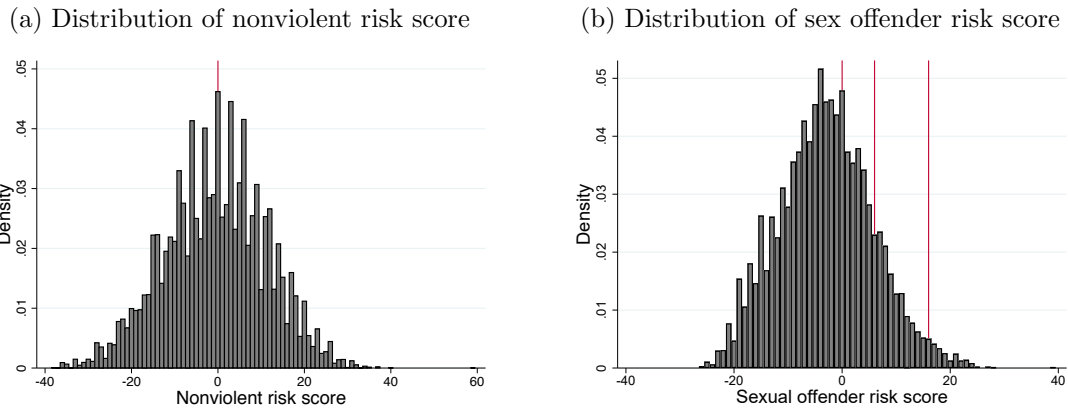 (a) Distribution of nonviolent risk score
.05
.04
.03
.02
.01
0
Density
-40 -20 0 20 40 60
Nonviolent risk score
(b) Distribution of sex offender risk score
.05
.04
.03
.02
.01
0
Density
-40 -20 0 20 40
Sexual offender risk score